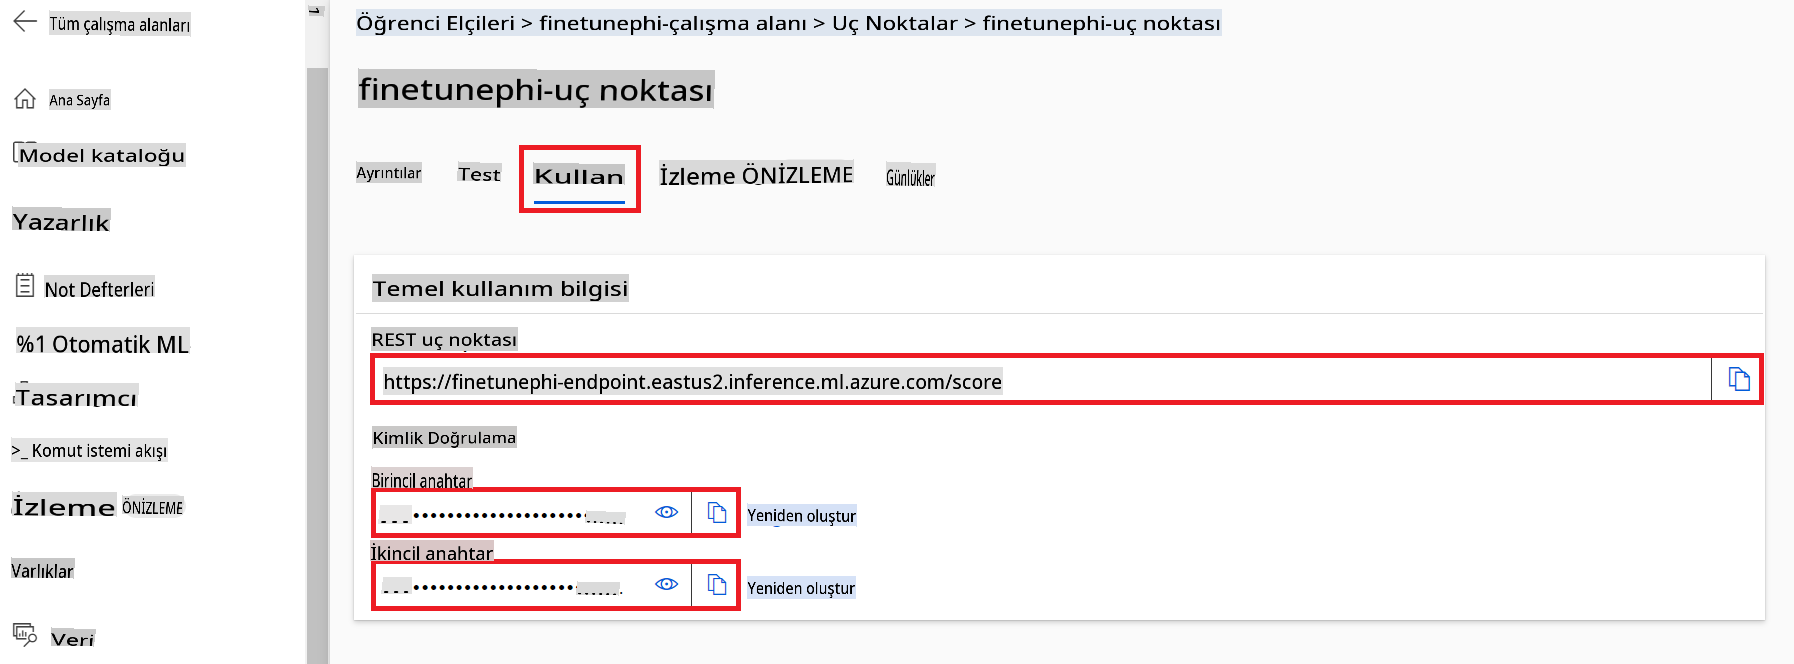 Tüm çalışma alanları
Ana Sayfa
Model kataloğu
Yazarlık
Not Defterleri
%1 Otomatik ML
Tasarımcı
>_ Komut istemi akışı
İzleme ÖNİZLEME
Varlıklar
Veri
Öğrenci Elçileri > finetunephi-çalışma alanı > Uç Noktalar > finetunephi-uç noktası
finetunephi-uç noktası
Ayrıntılar Test Kullan İzleme ÖNİZLEME Günlükler
Temel kullanım bilgisi
REST uç noktası
https://finetunephi-endpoint.eastus2.inference.ml.azure.com/score
Kimlik Doğrulama
Birincil anahtar
Yeniden oluştur
İkincil anahtar
Yeniden oluştur